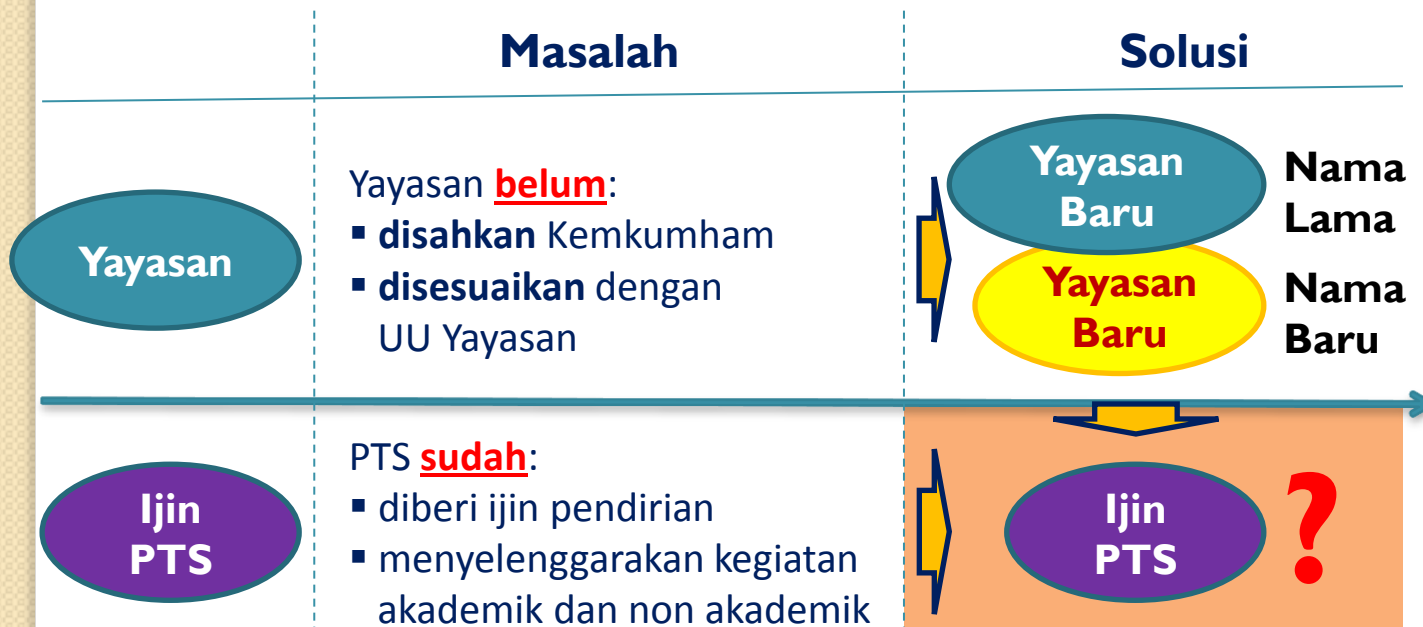 Masalah
Solusi
Yayasan
Yayasan belum:
▪ disahkan Kemkumham
▪ disesuaikan dengan
UU Yayasan
Yayasan
Baru
Nama
Lama
Yayasan
Baru
Nama
Baru
Ijin
PTS
PTS sudah:
▪ diberi ijin pendirian
▪ menyelenggarakan kegiatan
akademik dan non akademik
Ijin
PTS
?